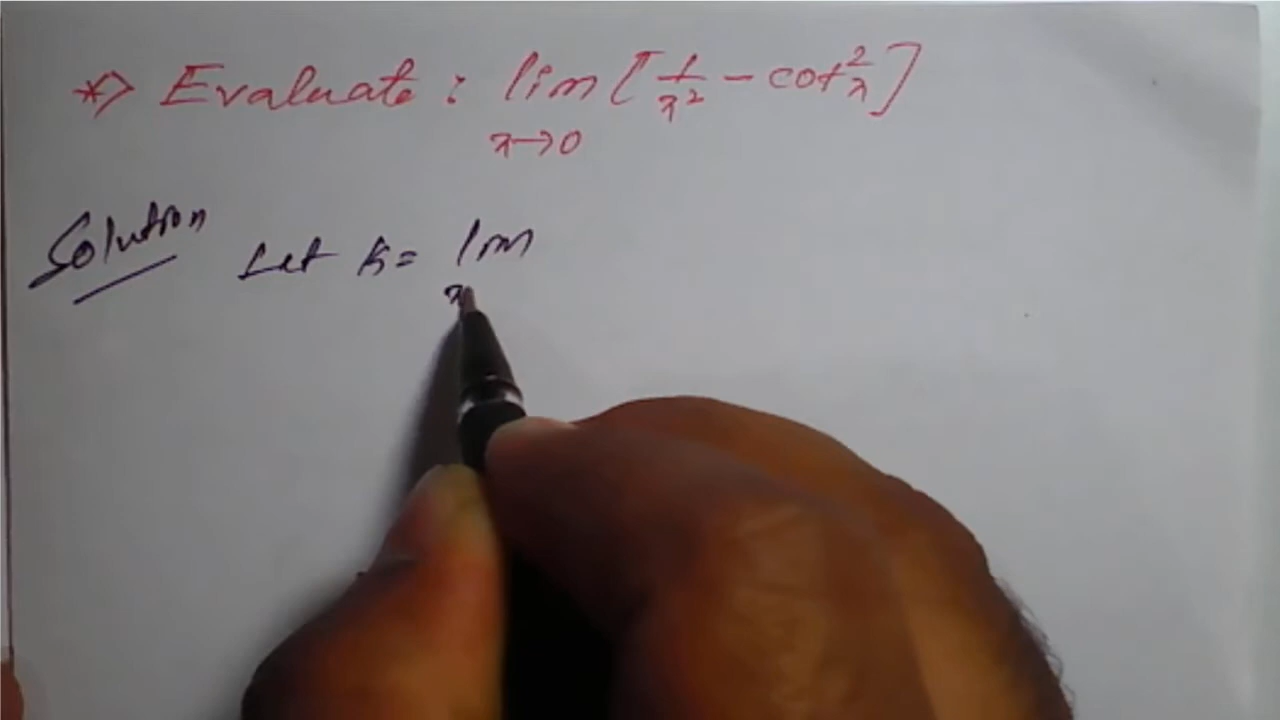 *) Evaluate : lim [ 1/x² - cot²x ]
x→0
Solution Let k = lim
x